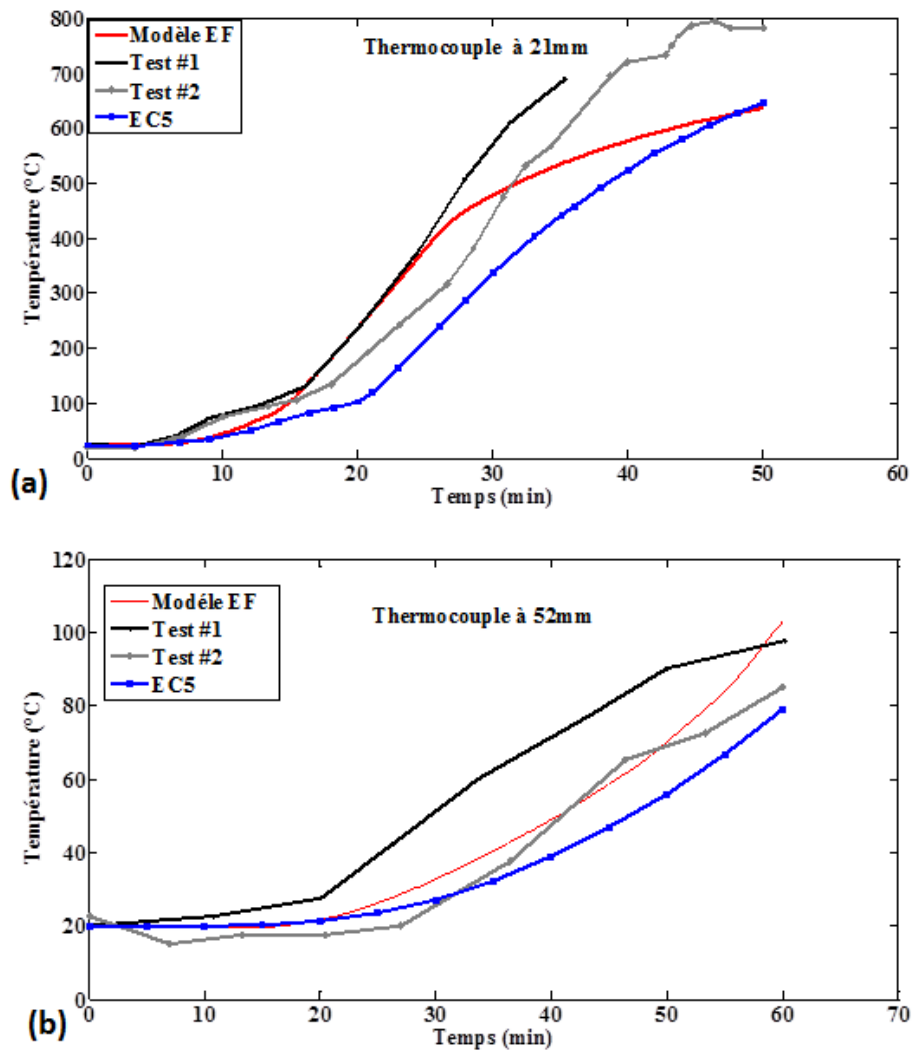 800
700
600
500
400
300
200
100
0
Température (°C)
Modèle EF
Test #1
Test #2
EC5
Thermocouple à 21mm
0 10 20 30 40 50 60
Temps (min)
(a)
120
100
80
60
40
20
0
Température (°C)
Modéle EF
Test #1
Test #2
EC5
Thermocouple à 52mm
0 10 20 30 40 50 60 70
Temps (min)
(b)